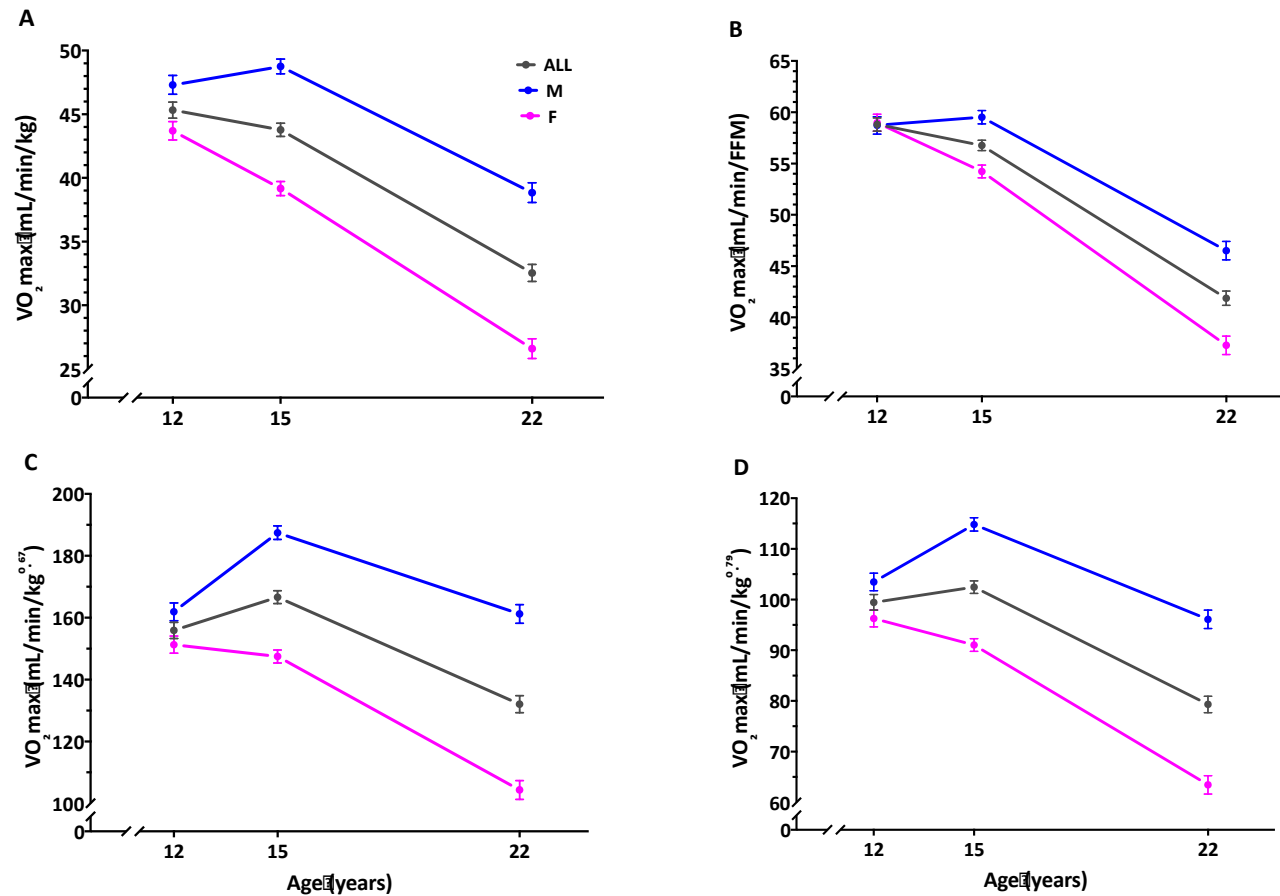 A
VO₂ max (mL/min/kg)
50
45
40
35
30
25
0
12 15 22
ALL
M
F
B
VO₂ max (mL/min/FFM)
65
60
55
50
45
40
35
0
12 15 22
C
VO₂ max (mL/min/kg⁰·⁶⁷)
200
180
160
140
120
100
0
12 15 22
Age (years)
D
VO₂ max (mL/min/kg⁰·⁷⁹)
120
110
100
90
80
70
60
0
12 15 22
Age (years)